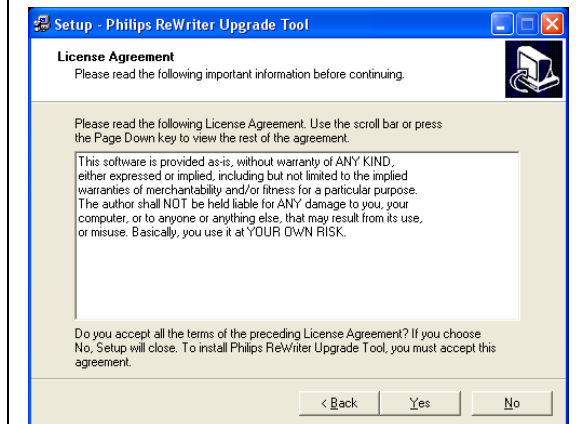 Setup - Philips ReWriter Upgrade Tool
License Agreement
Please read the following important information before continuing.
Please read the following License Agreement. Use the scroll bar or press
the Page Down key to view the rest of the agreement.
This software is provided as-is, without warranty of ANY KIND,
either expressed or implied, including but not limited to the implied
warranties of merchantability and/or fitness for a particular purpose.
The author shall NOT be held liable for ANY damage to you, your
computer, or to anyone or anything else, that may result from its use,
or misuse. Basically, you use it at YOUR OWN RISK.
Do you accept all the terms of the preceding License Agreement? If you choose
No, Setup will close. To install Philips ReWriter Upgrade Tool, you must accept this
agreement.
< Back Yes No